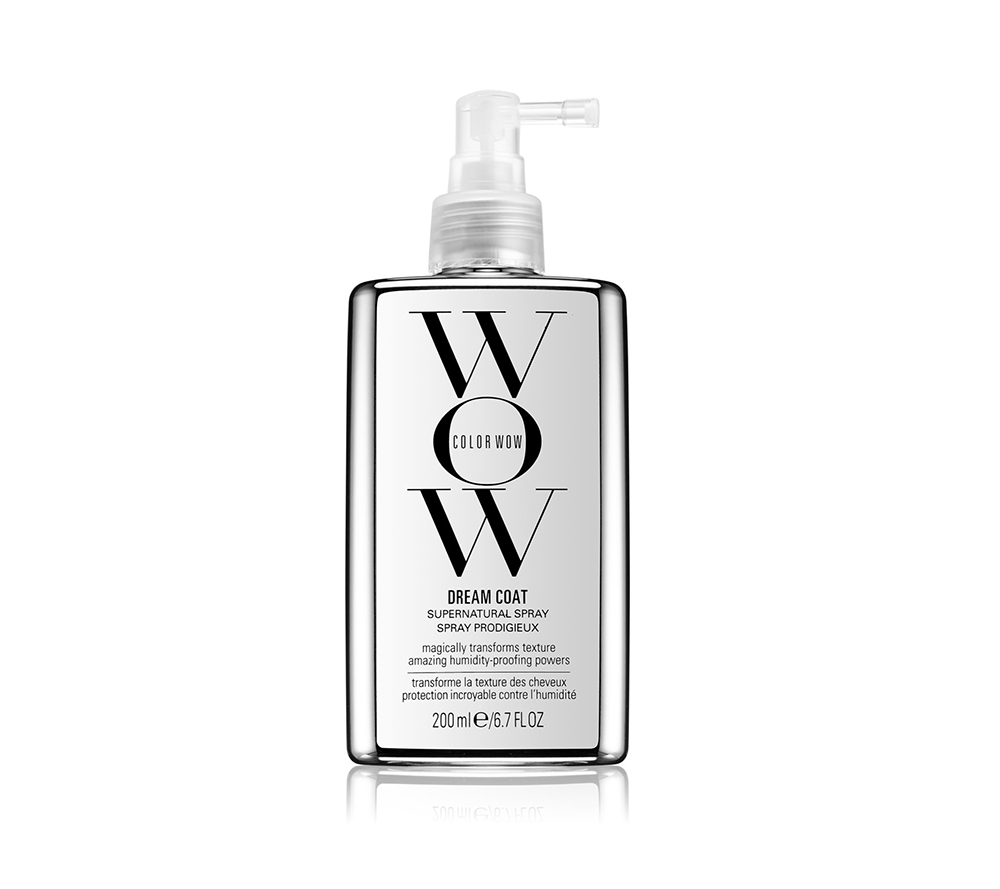 W
O
COLOR WOW
W
DREAM COAT
SUPERNATURAL SPRAY
SPRAY PRODIGIEUX
magically transforms texture
amazing humidity-proofing powers
transforme la texture des cheveux
protection incroyable contre l'humidité
200 ml ℮/6.7 FL OZ